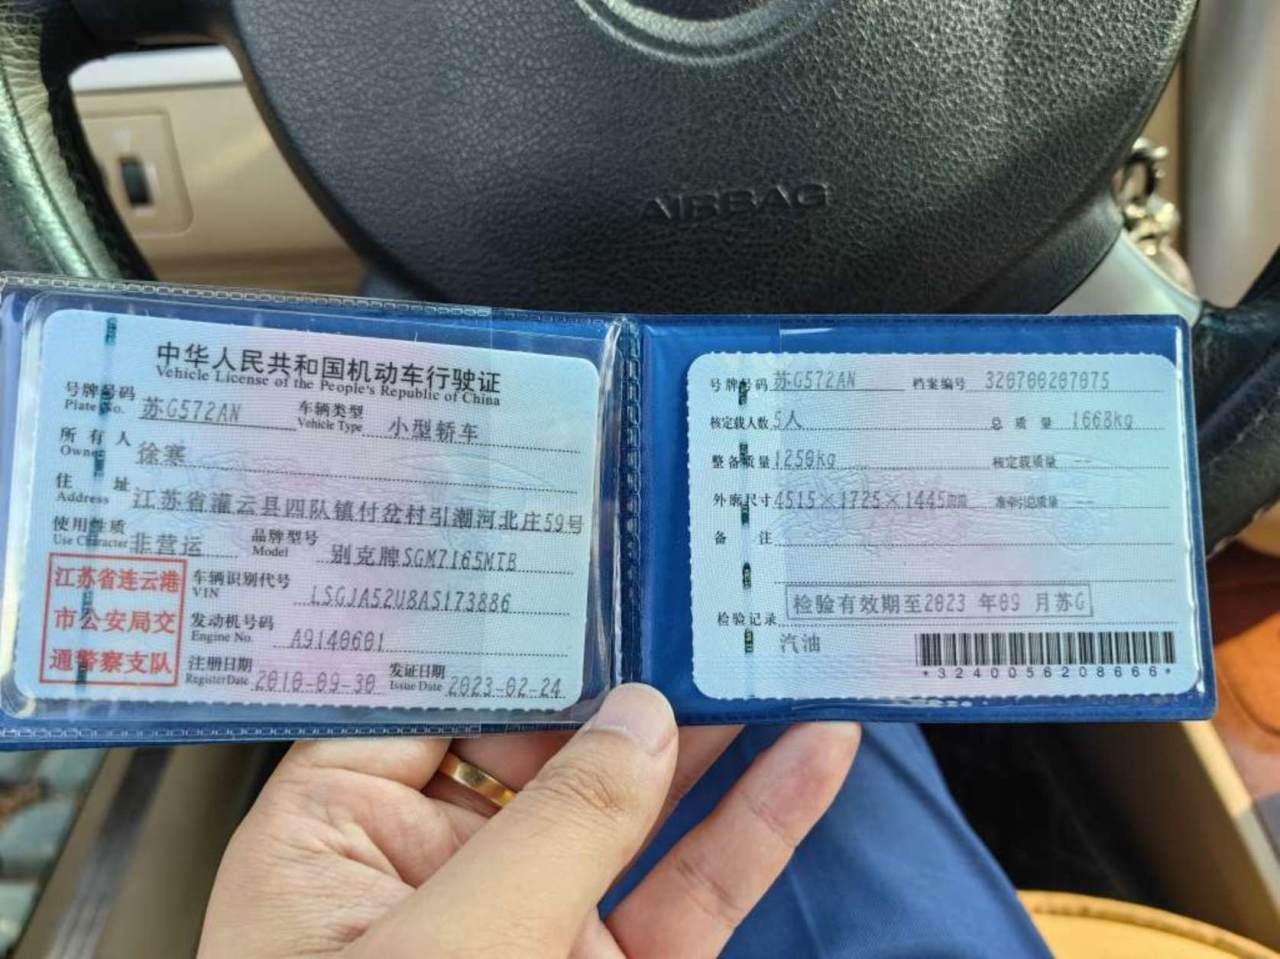 AIRBAG
中华人民共和国机动车行驶证
Vehicle License of the People's Republic of China
号牌号码 苏G572AN 车辆类型 小型轿车
Plate No. Vehicle Type
所有人 徐寒
Owner
住址 江苏省灌云县四队镇付岔村引潮河北庄59号
Address
使用性质 非营运 品牌型号 别克牌SGM7165MTB
Use Character Model
江苏省连云港
市公安局交
通警察支队
车辆识别代号 LSGJA52U8AS173886
VIN
发动机号码 A9140601
Engine No.
注册日期 2010-09-30 发证日期 2023-02-24
Register Date Issue Date
号牌号码 苏G572AN 档案编号 320700207075
核定载人数 5人 总质量 1668kg
整备质量 1250kg 核定载质量 --
外廓尺寸 4515×1725×1445mm 准牵引总质量 --
备注
检验记录 检验有效期至2023年09月苏G
汽油
*3240056208666*